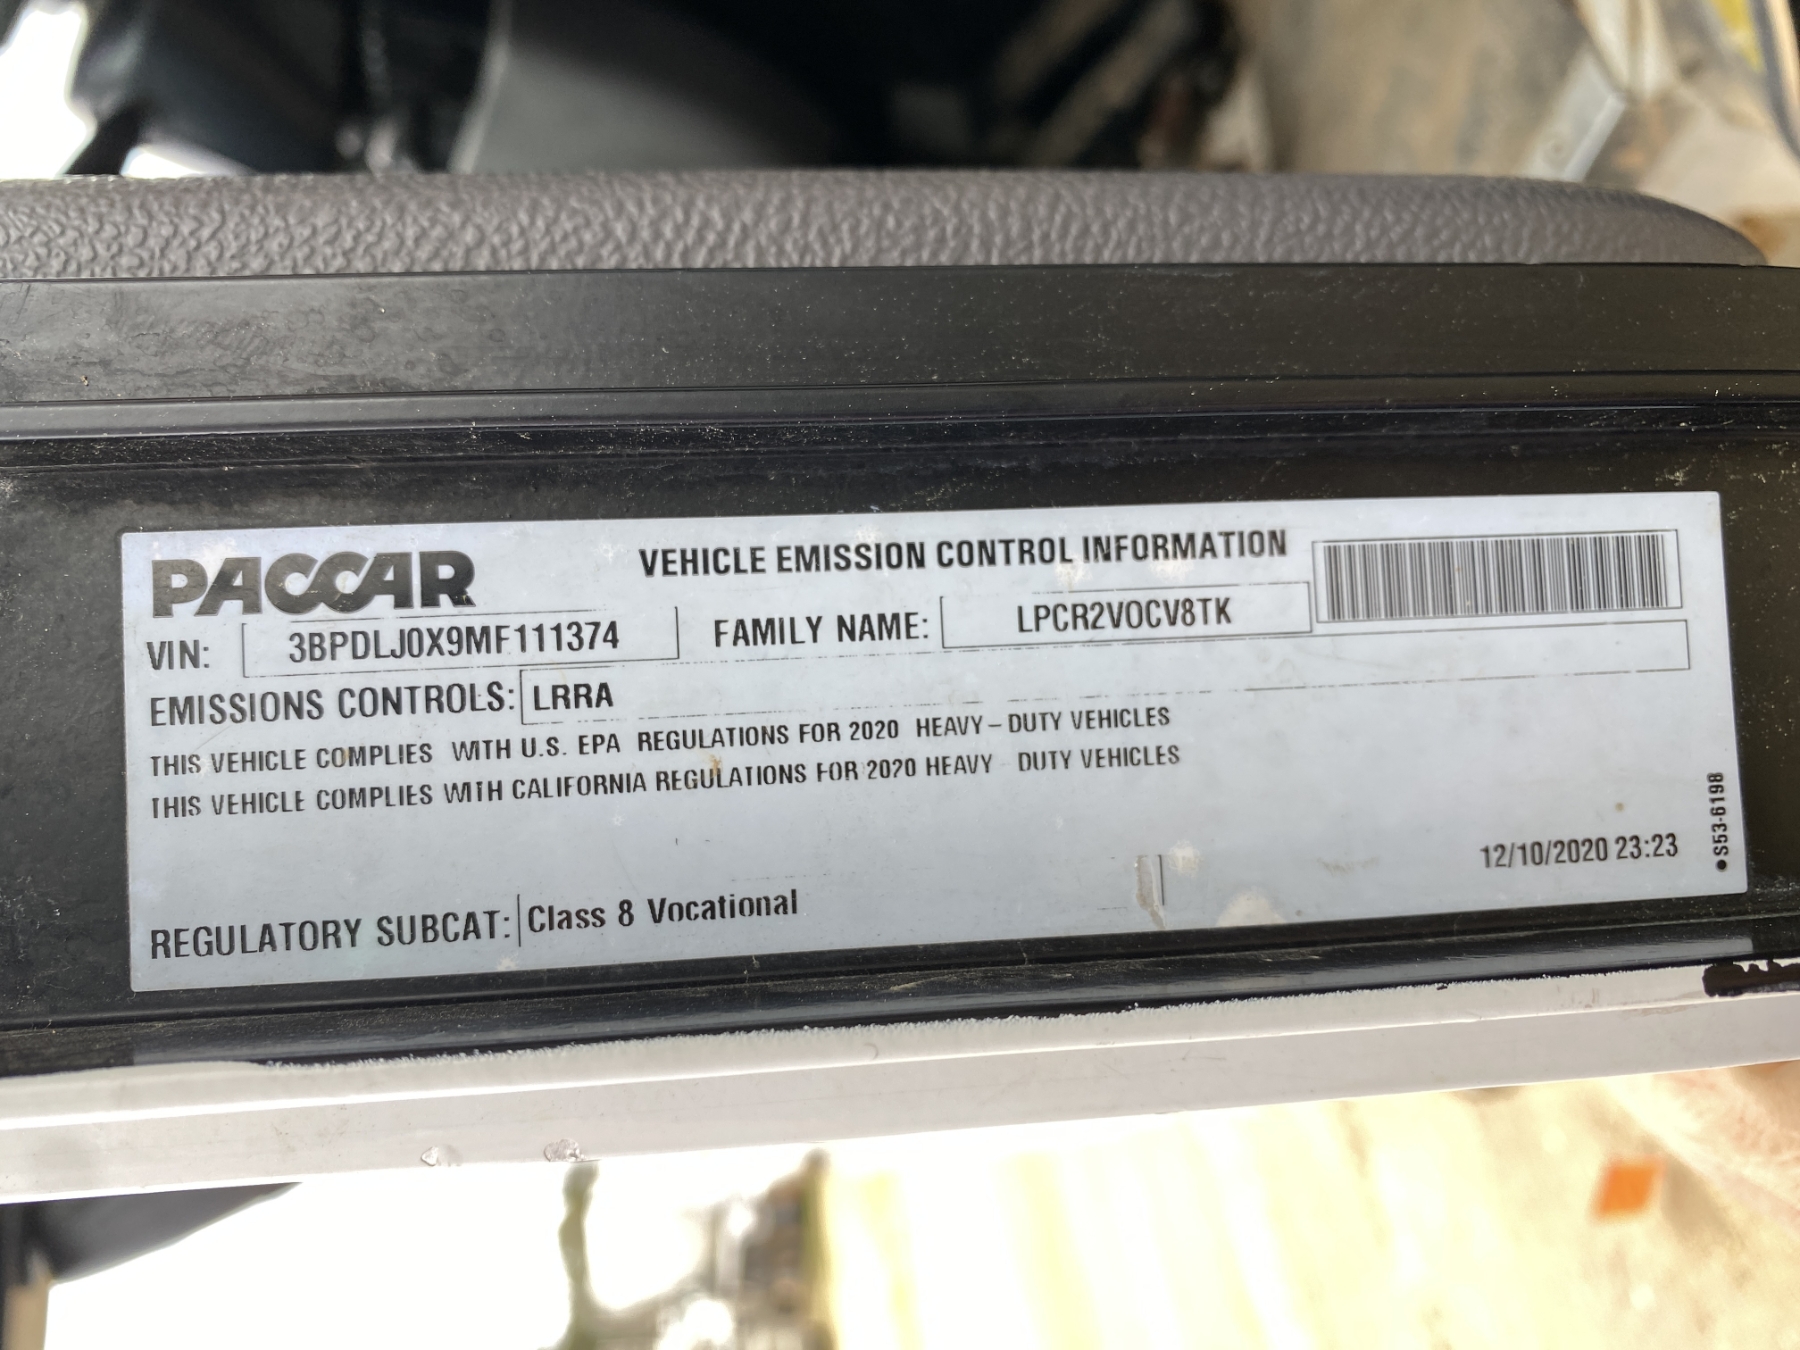 PACCAR
VEHICLE EMISSION CONTROL INFORMATION
VIN: 3BPDLJ0X9MF111374 FAMILY NAME: LPCR2VOCV8TK
EMISSIONS CONTROLS: LRRA
THIS VEHICLE COMPLIES WITH U.S. EPA REGULATIONS FOR 2020 HEAVY-DUTY VEHICLES
THIS VEHICLE COMPLIES WITH CALIFORNIA REGULATIONS FOR 2020 HEAVY DUTY VEHICLES
12/10/2020 23:23
REGULATORY SUBCAT: Class 8 Vocational
●S53-6198